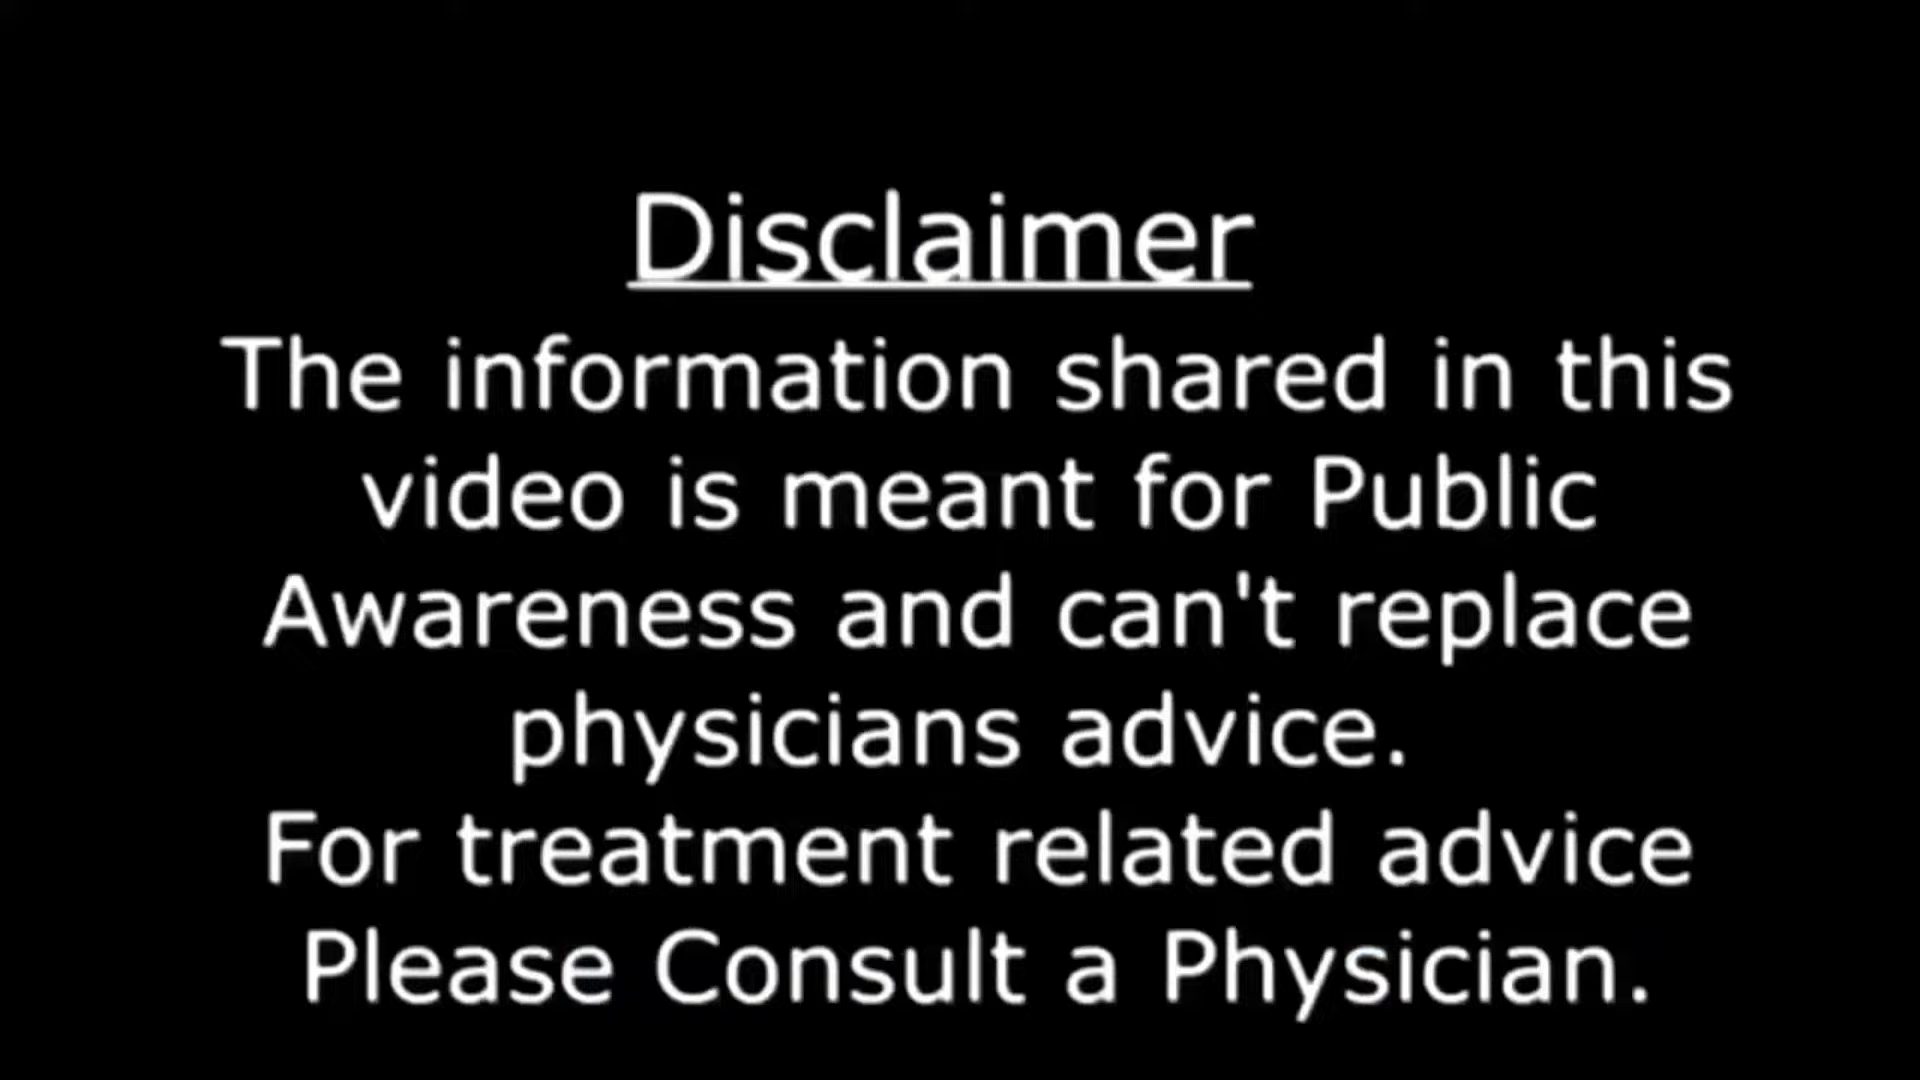 Disclaimer
The information shared in this
video is meant for Public
Awareness and can't replace
physicians advice.
For treatment related advice
Please Consult a Physician.